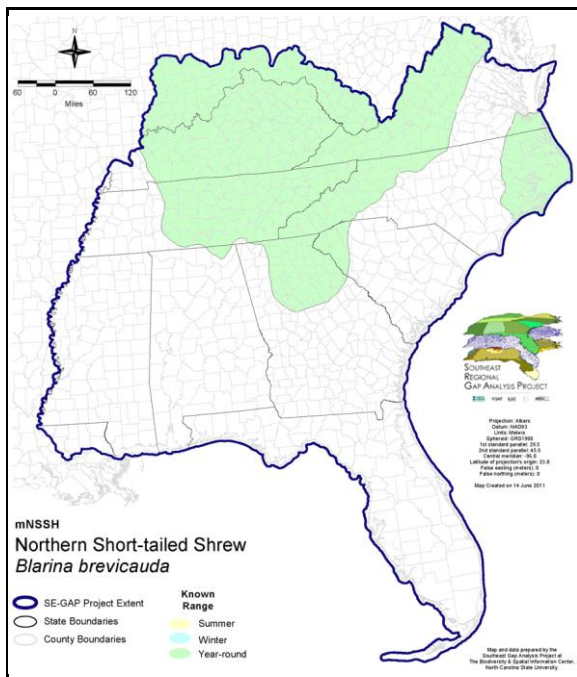 N
60 0 60 120
Miles
SOUTHEAST
REGIONAL
GAP ANALYSIS PROJECT
Projection: Albers
Datum: NAD83
Units: Meters
Spheroid: GRS1980
1st standard parallel: 29.5
2nd standard parallel: 45.5
Central meridian: -96.0
Latitude of projection's origin: 23.0
False easting (meters): 0
False northing (meters): 0
Map Created on 14 June 2011
mNSSH
Northern Short-tailed Shrew
Blarina brevicauda
SE-GAP Project Extent
State Boundaries
County Boundaries
Known
Range
Summer
Winter
Year-round
Map and data prepared by the
Southeast Gap Analysis Project at
The Biodiversity & Spatial Information Center,
North Carolina State University.